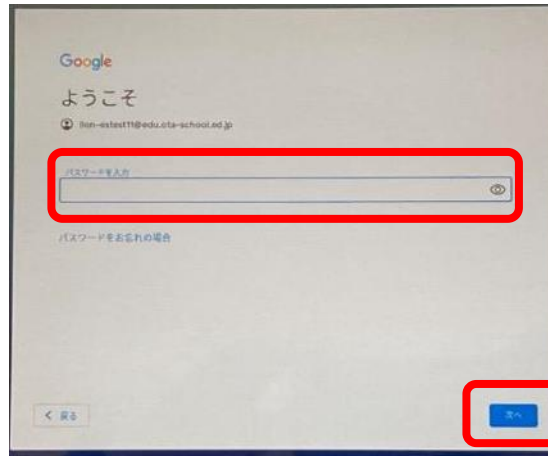 Google
ようこそ
lion-estest11@edu.ota-school.ed.jp
パスワードを入力
パスワードをお忘れの場合
< 戻る
次へ